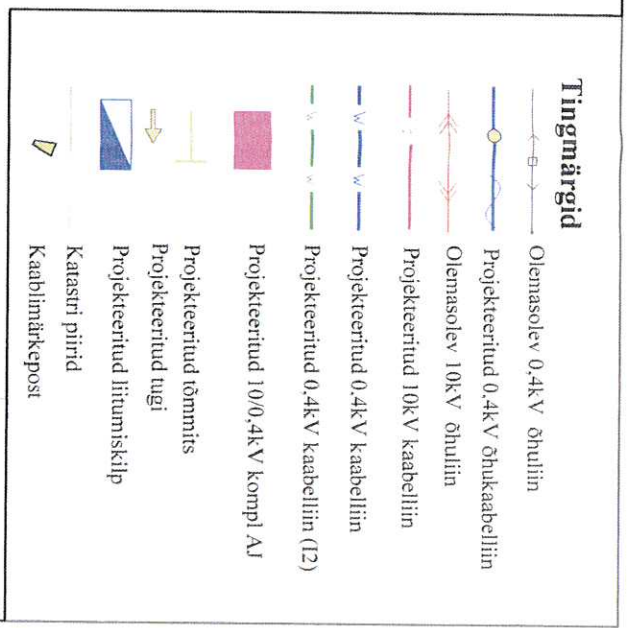 Tingmärgid
Olemasolev 0,4kV õhuliin
Projekteeritud 0,4kV õhukaabelliin
Olemasolev 10kV õhuliin
Projekteeritud 10kV kaabelliin
W W Projekteeritud 0,4kV kaabelliin
W W Projekteeritud 0,4kV kaabelliin (I2)
Projekteeritud 10/0,4kV kompl AJ
Projekteeritud tõmmits
Projekteeritud tugi
Projekteeritud liitumiskilp
Katastri piirid
Kaablimärkepost